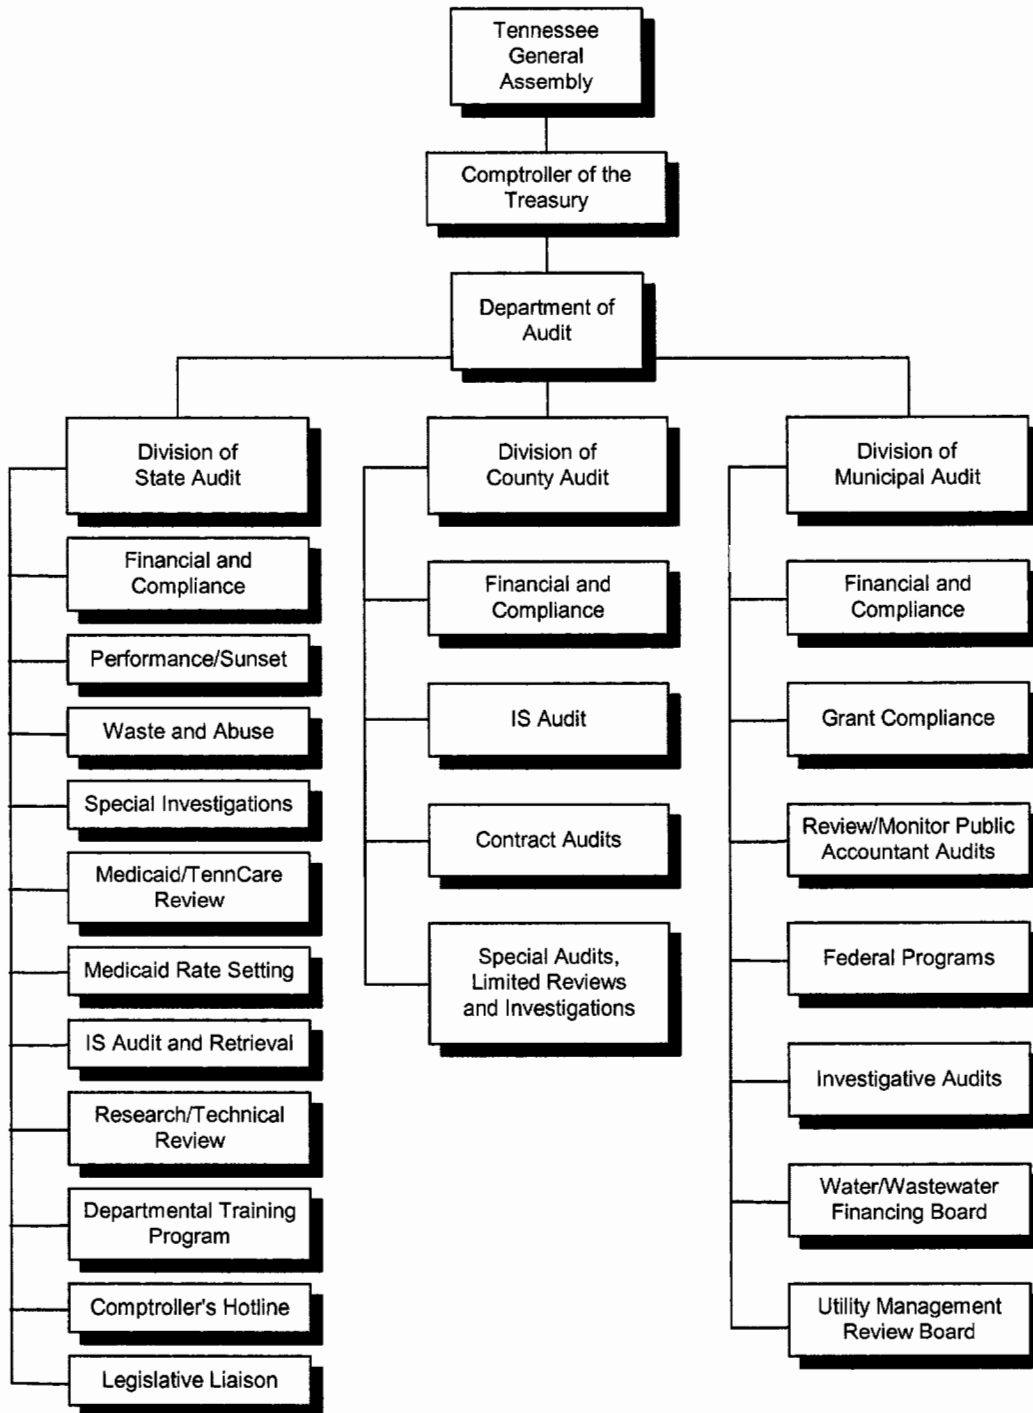 Tennessee
General
Assembly
Comptroller of the
Treasury
Department of
Audit
Division of
State Audit
Financial and
Compliance
Performance/Sunset
Waste and Abuse
Special Investigations
Medicaid/TennCare
Review
Medicaid Rate Setting
IS Audit and Retrieval
Research/Technical
Review
Departmental Training
Program
Comptroller's Hotline
Legislative Liaison
Division of
County Audit
Financial and
Compliance
IS Audit
Contract Audits
Special Audits,
Limited Reviews
and Investigations
Division of
Municipal Audit
Financial and
Compliance
Grant Compliance
Review/Monitor Public
Accountant Audits
Federal Programs
Investigative Audits
Water/Wastewater
Financing Board
Utility Management
Review Board